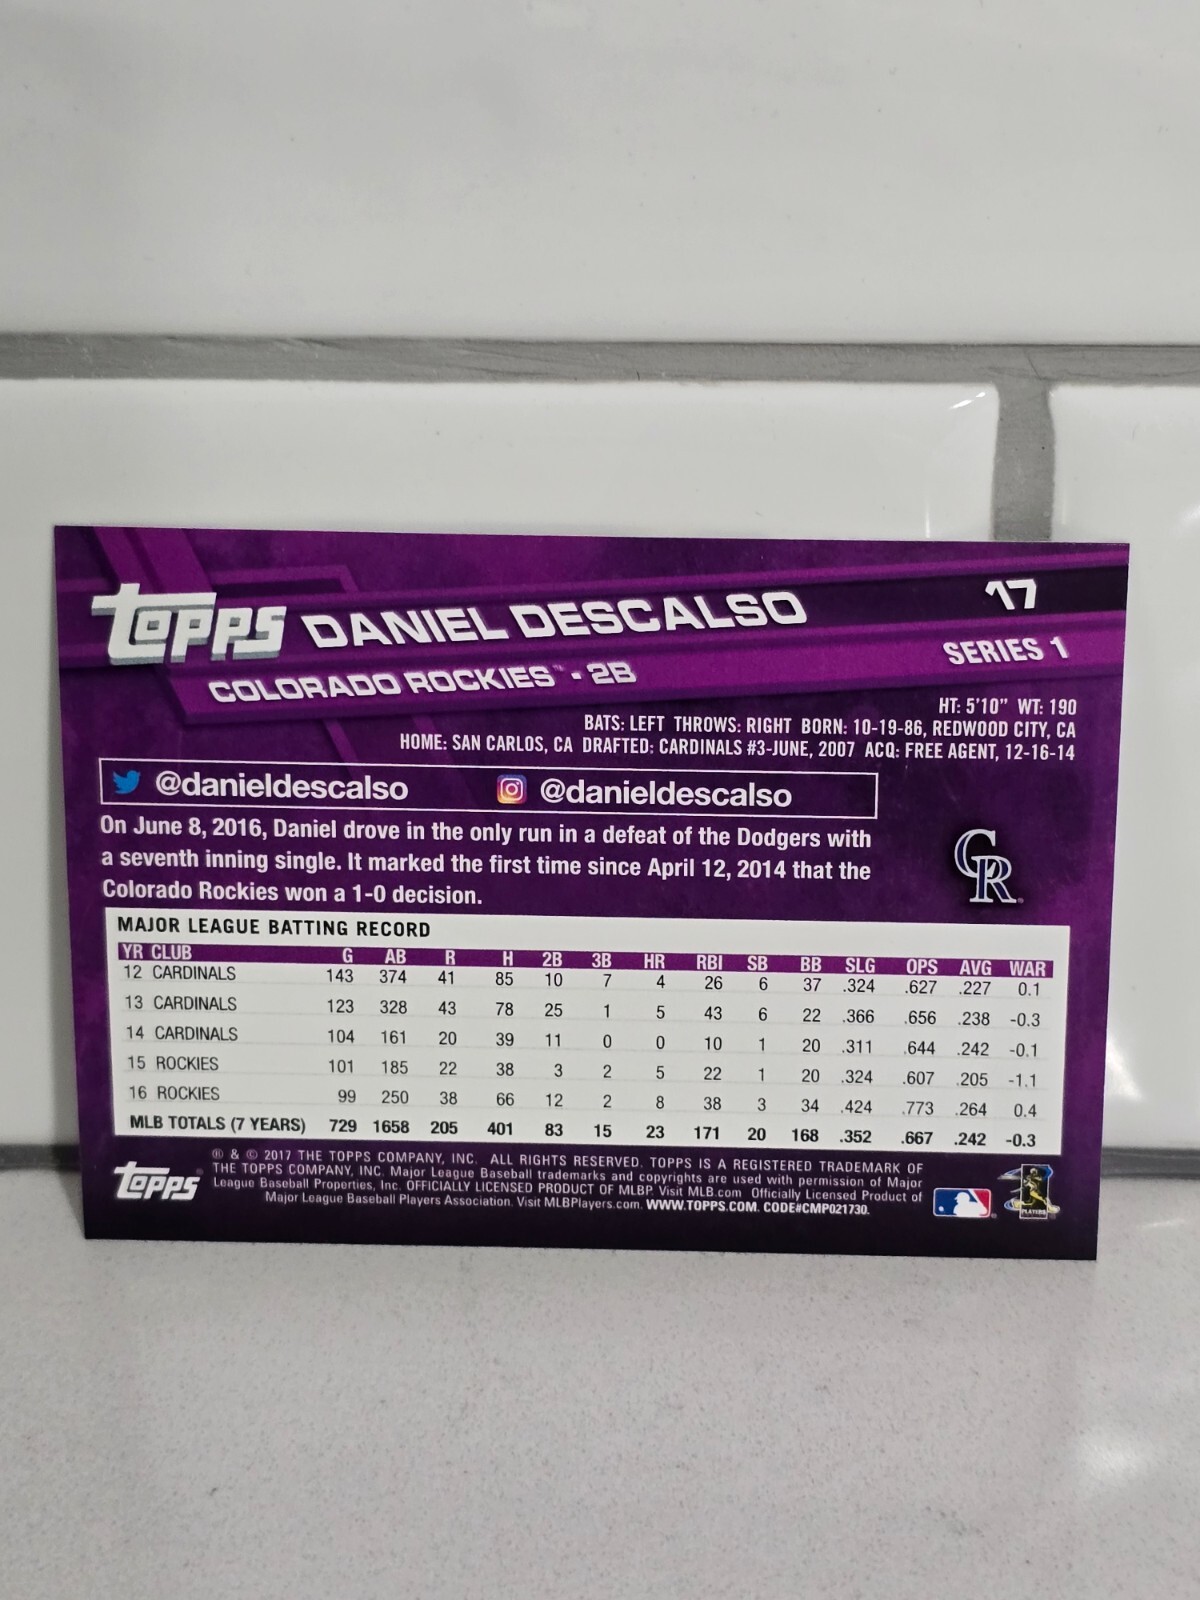 topps DANIEL DESCALSO 17
COLORADO ROCKIES™ • 2B SERIES 1
HT: 5'10" WT: 190
BATS: LEFT THROWS: RIGHT BORN: 10-19-86, REDWOOD CITY, CA
HOME: SAN CARLOS, CA DRAFTED: CARDINALS #3-JUNE, 2007 ACQ: FREE AGENT, 12-16-14
@danieldescalso @danieldescalso
On June 8, 2016, Daniel drove in the only run in a defeat of the Dodgers with
a seventh inning single. It marked the first time since April 12, 2014 that the
Colorado Rockies won a 1-0 decision.
CR
MAJOR LEAGUE BATTING RECORD
YR CLUB G AB R H 2B 3B HR RBI SB BB SLG OPS AVG WAR
12 CARDINALS 143 374 41 85 10 7 4 26 6 37 .324 .627 .227 0.1
13 CARDINALS 123 328 43 78 25 1 5 43 6 22 .366 .656 .238 -0.3
14 CARDINALS 104 161 20 39 11 0 0 10 1 20 .311 .644 .242 -0.1
15 ROCKIES 101 185 22 38 3 2 5 22 1 20 .324 .607 .205 -1.1
16 ROCKIES 99 250 38 66 12 2 8 38 3 34 .424 .773 .264 0.4
MLB TOTALS (7 YEARS) 729 1658 205 401 83 15 23 171 20 168 .352 .667 .242 -0.3
topps
® & © 2017 THE TOPPS COMPANY, INC. ALL RIGHTS RESERVED. TOPPS IS A REGISTERED TRADEMARK OF
THE TOPPS COMPANY, INC. Major League Baseball trademarks and copyrights are used with permission of Major
League Baseball Properties, Inc. OFFICIALLY LICENSED PRODUCT OF MLBP. Visit MLB.com Officially Licensed Product of
Major League Baseball Players Association. Visit MLBPlayers.com. WWW.TOPPS.COM. CODE#CMP021730.
PLAYERS